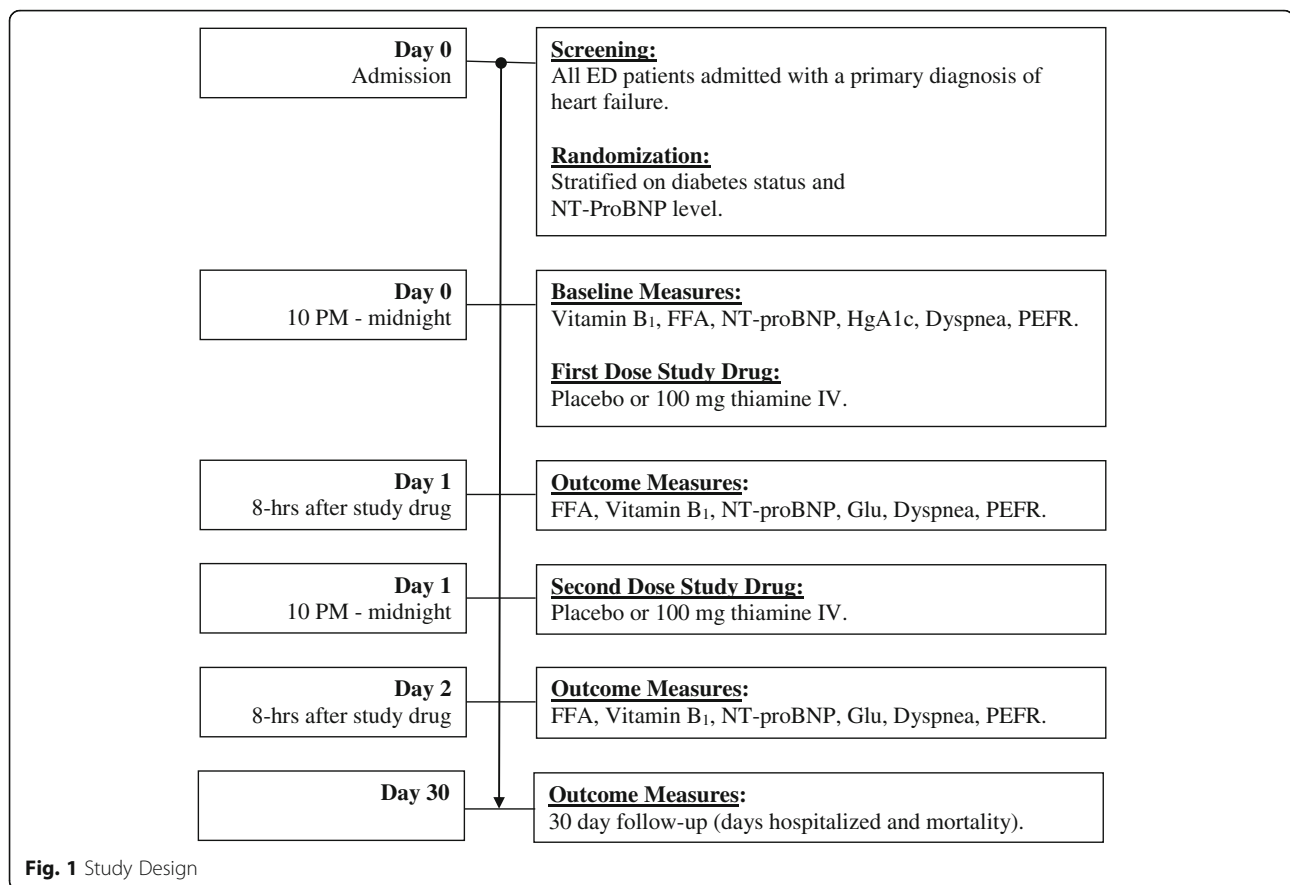 Day 0
Admission
Screening:
All ED patients admitted with a primary diagnosis of
heart failure.
Randomization:
Stratified on diabetes status and
NT-ProBNP level.
Day 0
10 PM - midnight
Baseline Measures:
Vitamin B1, FFA, NT-proBNP, HgA1c, Dyspnea, PEFR.
First Dose Study Drug:
Placebo or 100 mg thiamine IV.
Day 1
8-hrs after study drug
Outcome Measures:
FFA, Vitamin B1, NT-proBNP, Glu, Dyspnea, PEFR.
Day 1
10 PM - midnight
Second Dose Study Drug:
Placebo or 100 mg thiamine IV.
Day 2
8-hrs after study drug
Outcome Measures:
FFA, Vitamin B1, NT-proBNP, Glu, Dyspnea, PEFR.
Day 30
Outcome Measures:
30 day follow-up (days hospitalized and mortality).
Fig. 1 Study Design